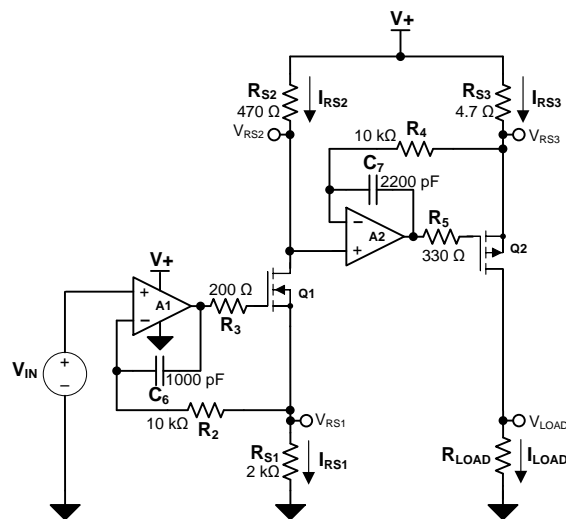 V+
RS2
470 Ω
IRS2
VRS2
RS3
4.7 Ω
IRS3
VRS3
10 kΩ
R4
C7
2200 pF
−
+
A2
R5
330 Ω
Q2
V+
+
−
A1
200 Ω
R3
Q1
VIN
+
−
C6
1000 pF
10 kΩ
R2
VRS1
RS1
2 kΩ
IRS1
VLOAD
RLOAD
ILOAD